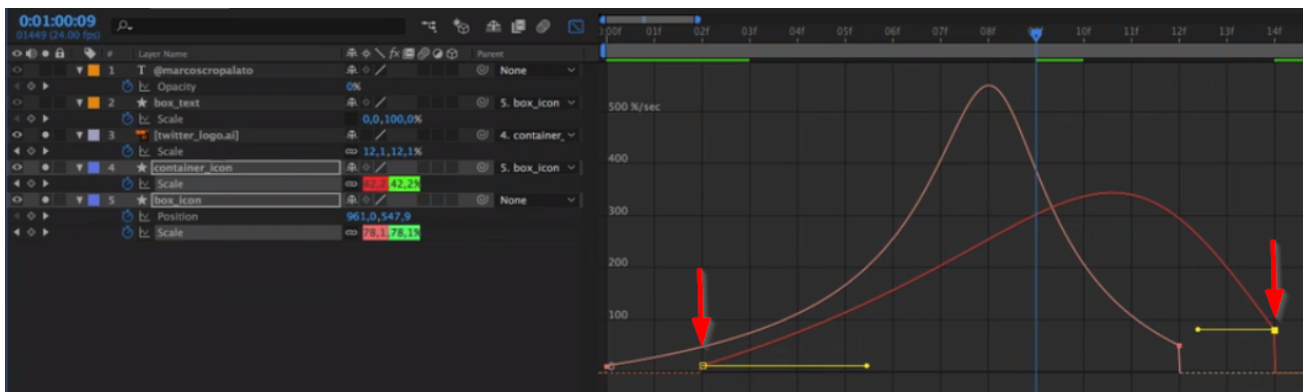 0:01:00:09
01449 (24.00 fps)
:00f 01f 02f 03f 04f 05f 06f 07f 08f 10f 11f 12f 13f 14f
# Layer Name Parent
1 T @marcoscropalato None
Opacity 0%
2 box_text 5. box_icon
Scale 0,0,100,0%
3 [twitter_logo.ai] 4. container_
Scale 12,1,12,1%
4 container_icon 5. box_icon
Scale 42,2,42,2%
5 box_icon None
Position 961,0,547,9
Scale 78,1,78,1%
500 %/sec
400
300
200
100